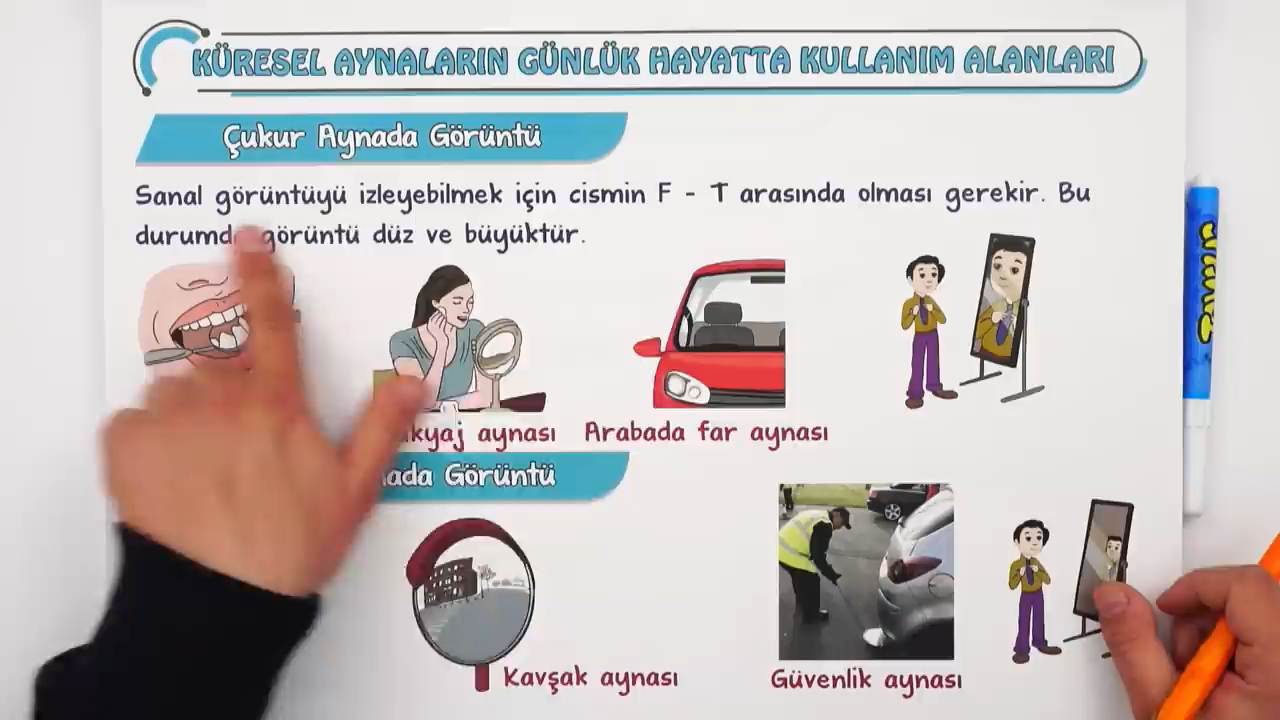 KÜRESEL AYNALARIN GÜNLÜK HAYATTA KULLANIM ALANLARI
Çukur Aynada Görüntü
Sanal görüntüyü izleyebilmek için cismin F - T arasında olması gerekir. Bu
görüntü düz ve büyüktür.
aynası Arabada far aynası
Görüntü
Kavşak aynası
Güvenlik aynası